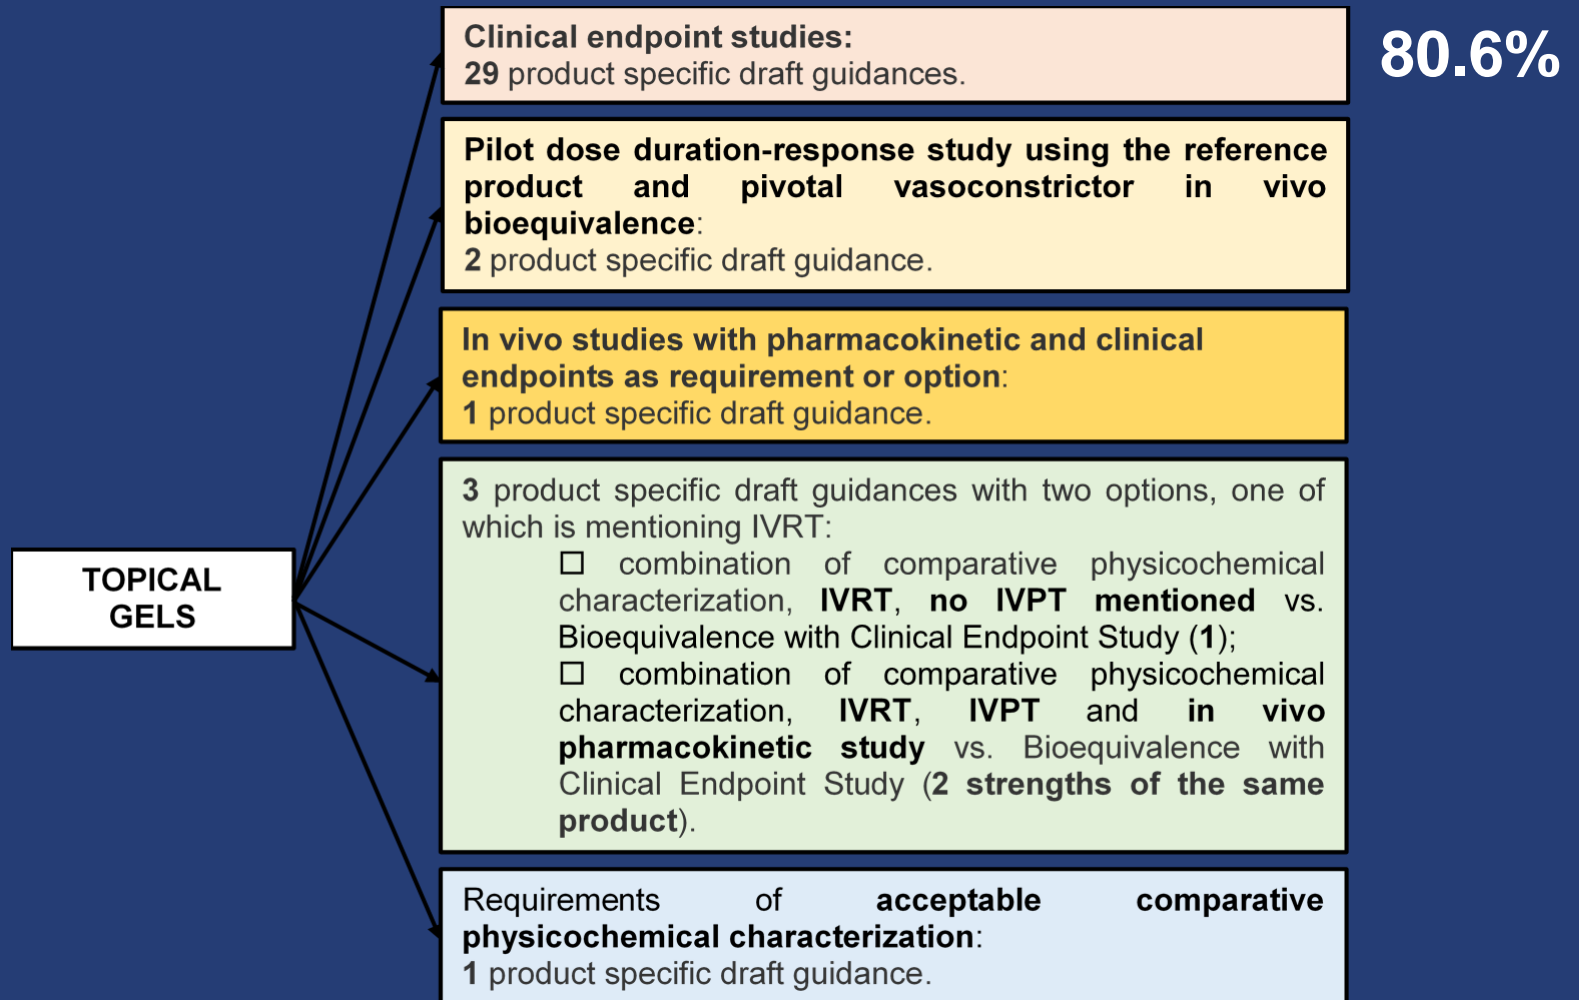 Clinical endpoint studies:
29 product specific draft guidances.
80.6%
Pilot dose duration-response study using the reference
product and pivotal vasoconstrictor in vivo
bioequivalence:
2 product specific draft guidance.
In vivo studies with pharmacokinetic and clinical
endpoints as requirement or option:
1 product specific draft guidance.
3 product specific draft guidances with two options, one of
which is mentioning IVRT:
☐ combination of comparative physicochemical
characterization, IVRT, no IVPT mentioned vs.
Bioequivalence with Clinical Endpoint Study (1);
☐ combination of comparative physicochemical
characterization, IVRT, IVPT and in vivo
pharmacokinetic study vs. Bioequivalence with
Clinical Endpoint Study (2 strengths of the same
product).
TOPICAL
GELS
Requirements of acceptable comparative
physicochemical characterization:
1 product specific draft guidance.